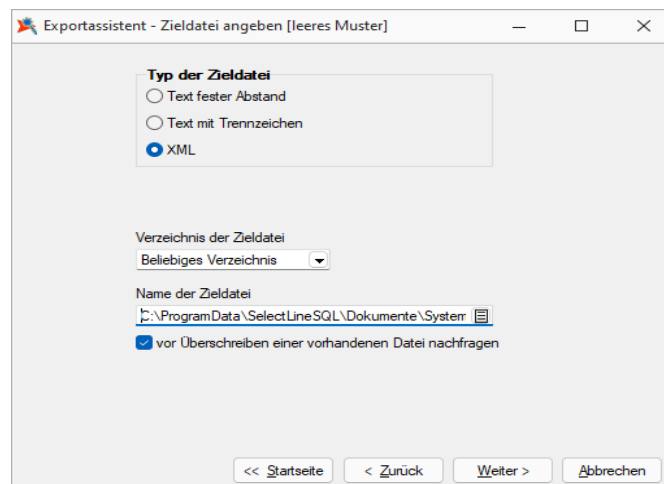 Exportassistent - Zieldatei angeben [leeres Muster]
Typ der Zieldatei
Text fester Abstand
Text mit Trennzeichen
XML
Verzeichnis der Zieldatei
Beliebiges Verzeichnis
Name der Zieldatei
C:\ProgramData\SelectLineSQL\Dokumente\System
vor Überschreiben einer vorhandenen Datei nachfragen
<< Startseite < Zurück Weiter > Abbrechen